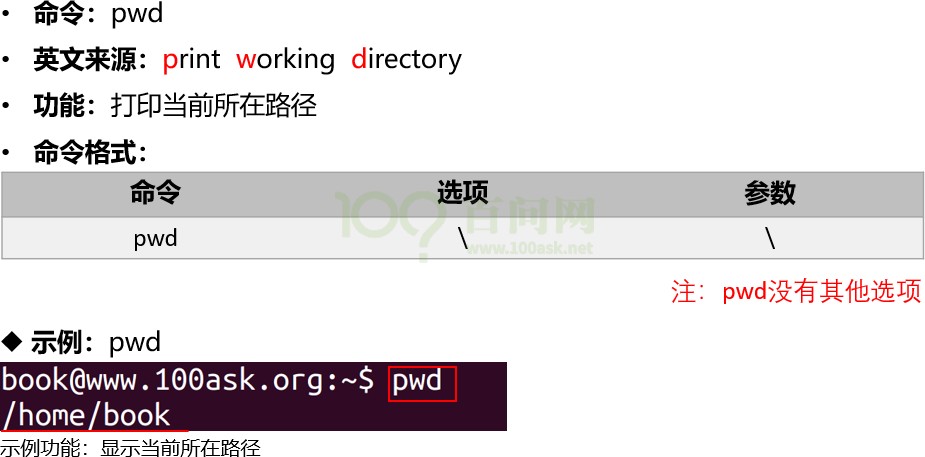 • 命令：pwd
• 英文来源：print working directory
• 功能：打印当前所在路径
• 命令格式：
命令 选项 参数
100?百问网
www.100ask.net
pwd \ \
注：pwd没有其他选项
◆ 示例：pwd
book@www.100ask.org:~$ pwd
/home/book
示例功能：显示当前所在路径